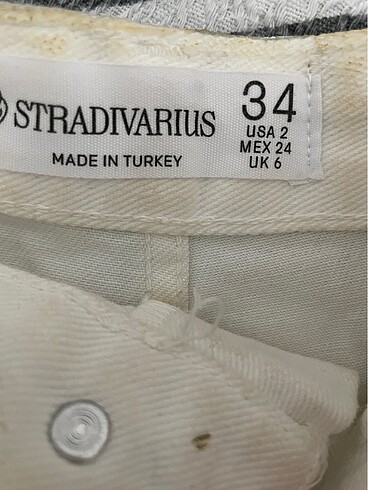 STRADIVARIUS
MADE IN TURKEY
34
USA 2
MEX 24
UK 6